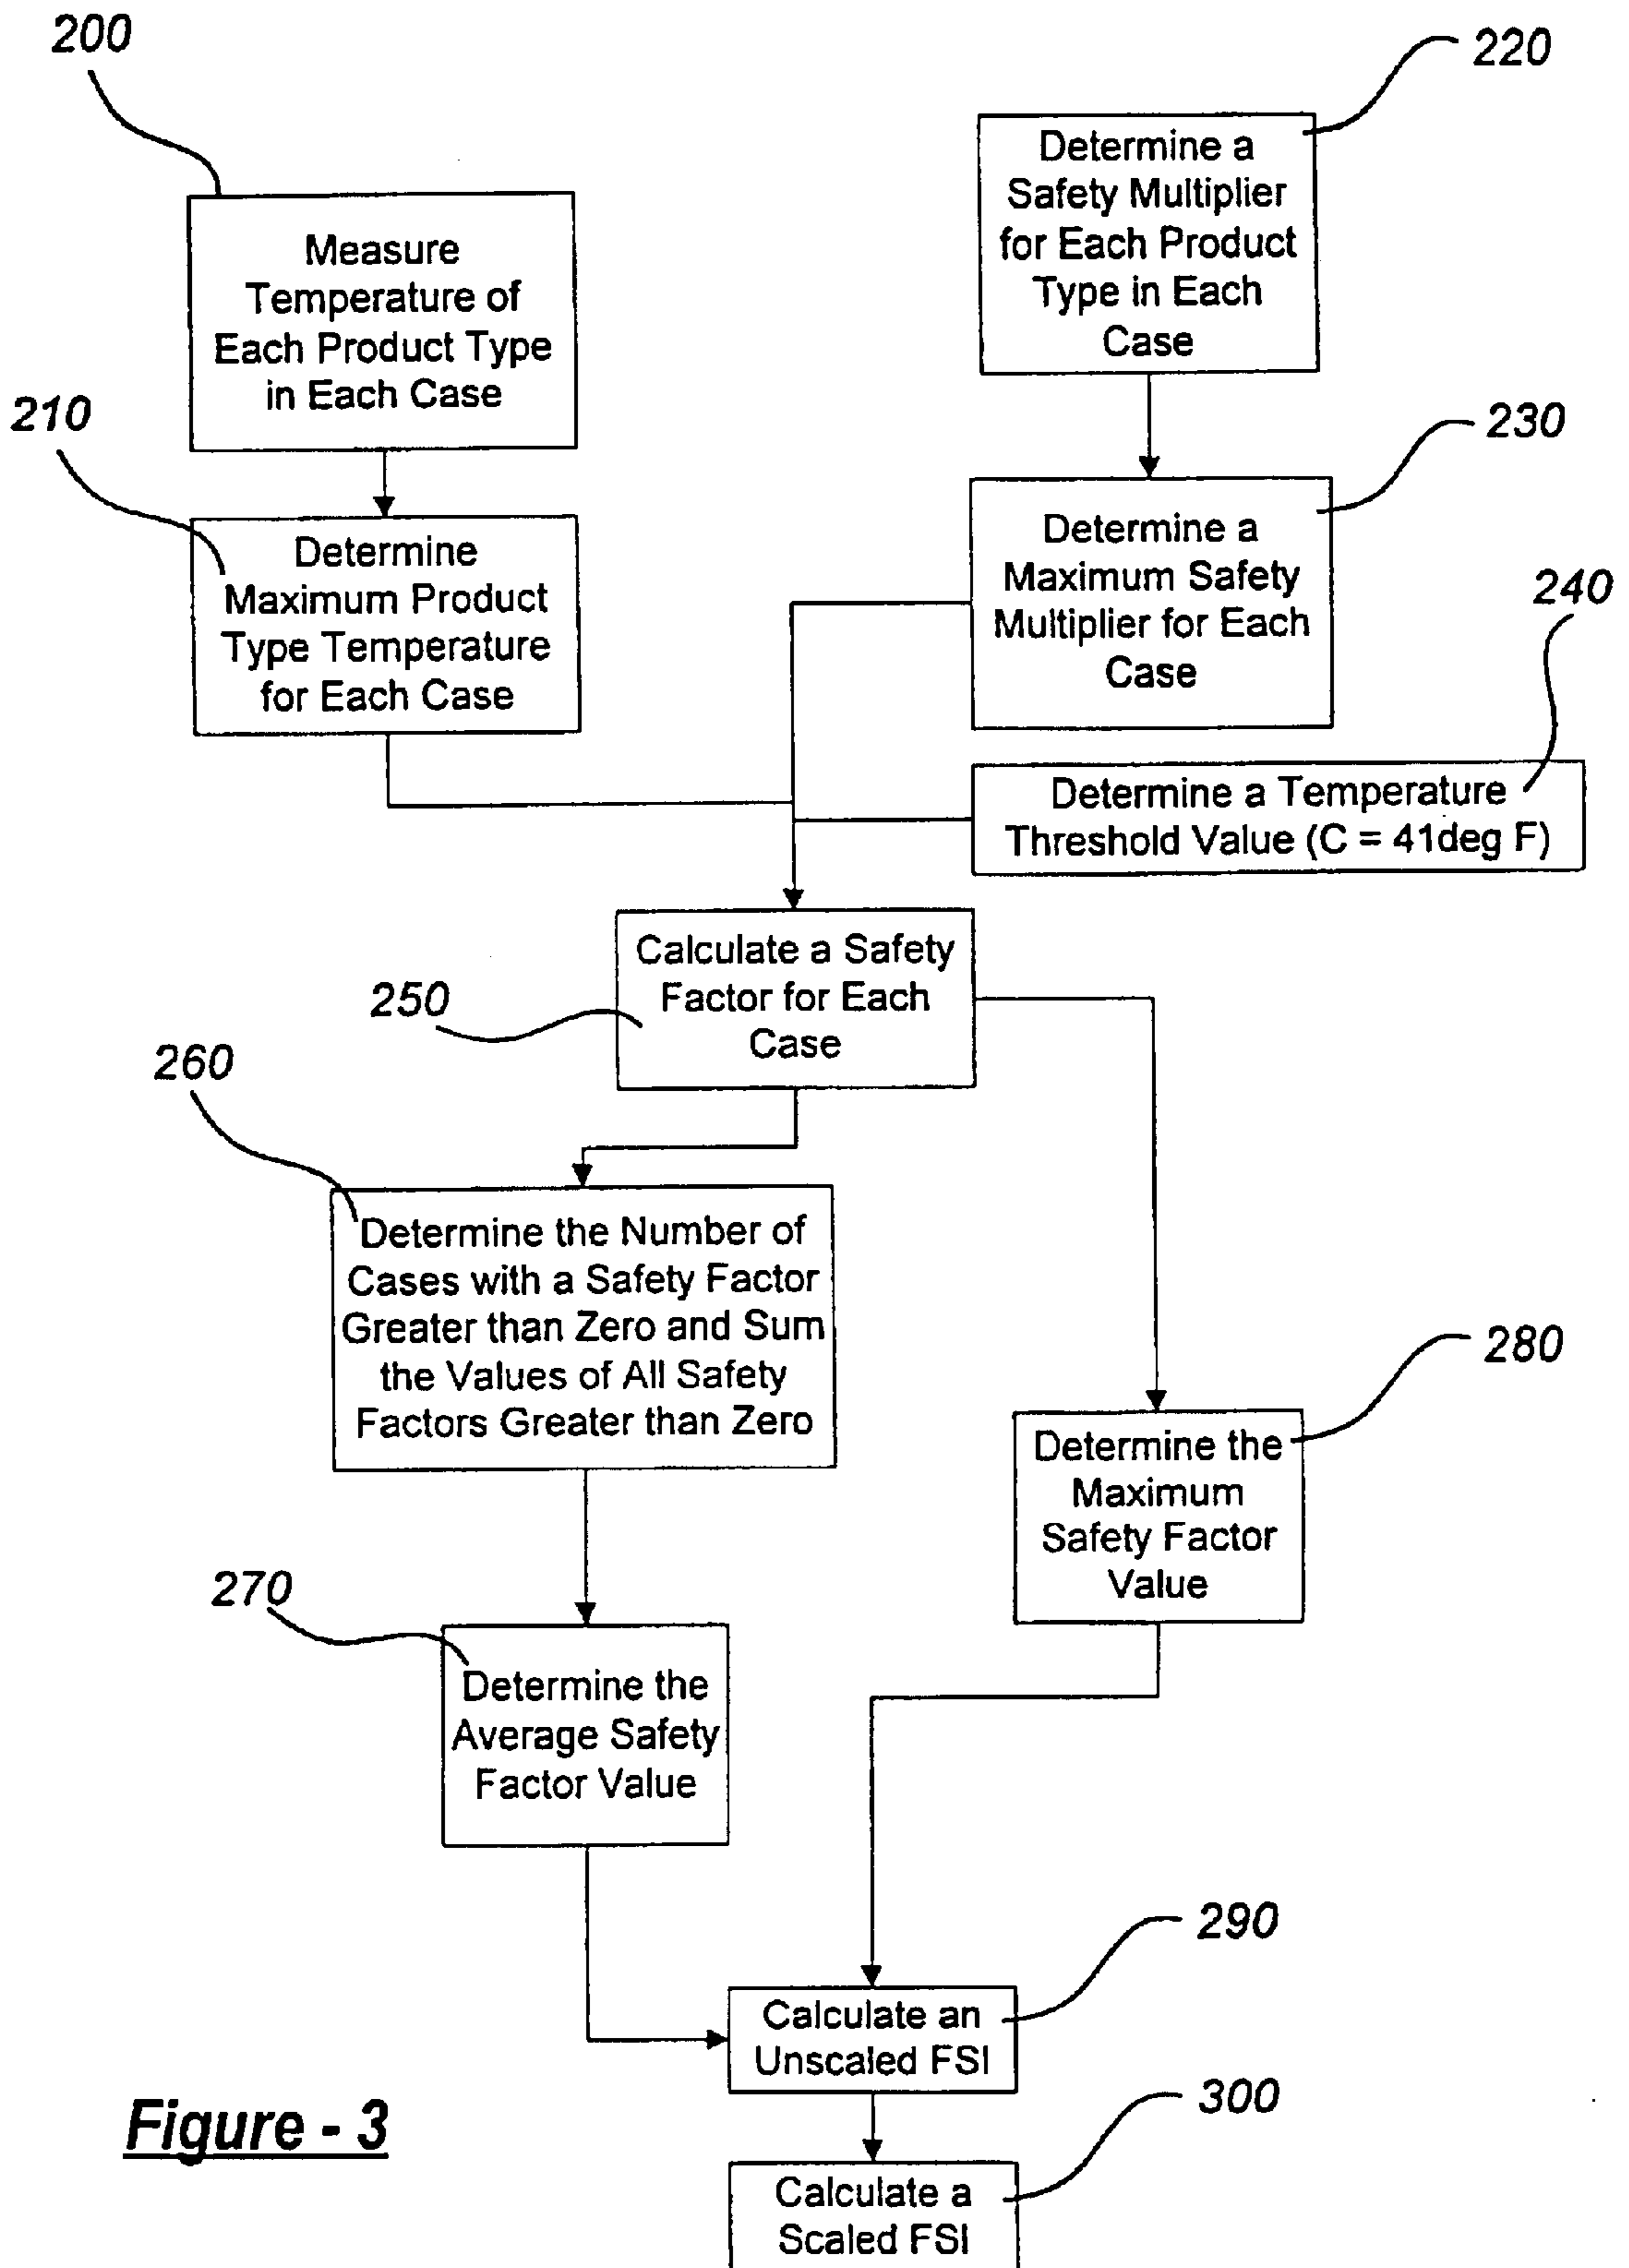 200
220
Determine a
Safety Multiplier
for Each Product
Type in Each
Case
Measure
Temperature of
Each Product Type
in Each Case
210
230
Determine
Maximum Product
Type Temperature
for Each Case
Determine a
Maximum Safety
Multiplier for Each
Case
240
Determine a Temperature
Threshold Value (C = 41deg F)
Calculate a Safety
Factor for Each
Case
250
260
Determine the Number of
Cases with a Safety Factor
Greater than Zero and Sum
the Values of All Safety
Factors Greater than Zero
280
Determine the
Maximum
Safety Factor
Value
270
Determine the
Average Safety
Factor Value
290
Calculate an
Unscaled FSI
300
Calculate a
Scaled FSI
Figure - 3